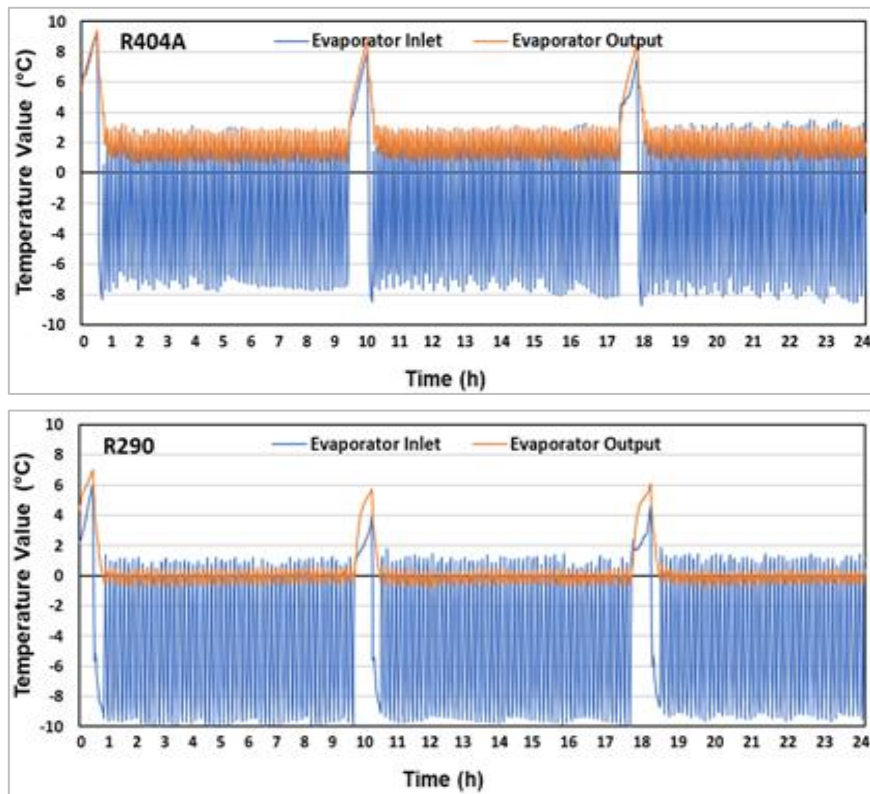 R404A
Evaporator Inlet
Evaporator Output
Temperature Value (°C)
10
8
6
4
2
0
-2
-4
-6
-8
-10
0 1 2 3 4 5 6 7 8 9 10 11 12 13 14 15 16 17 18 19 20 21 22 23 24
Time (h)
R290
Evaporator Inlet
Evaporator Output
Temperature Value (°C)
10
8
6
4
2
0
-2
-4
-6
-8
-10
0 1 2 3 4 5 6 7 8 9 10 11 12 13 14 15 16 17 18 19 20 21 22 23 24
Time (h)